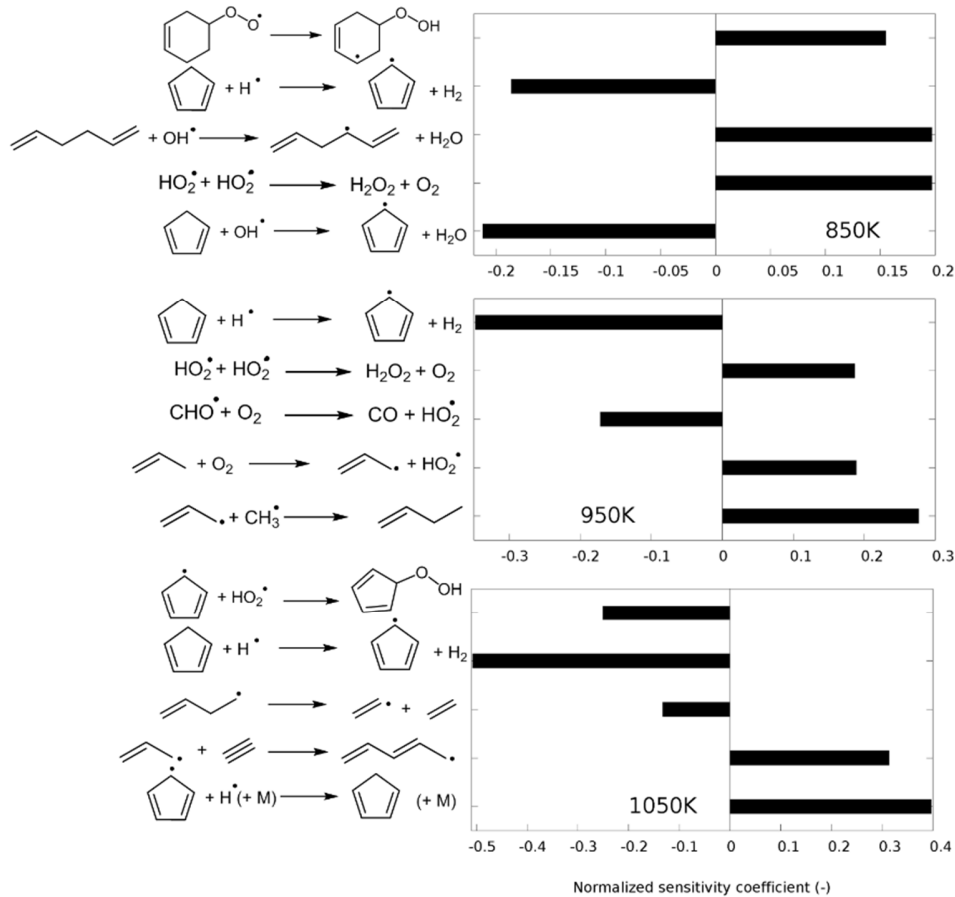 O
O•
O
OH
+ H• + H₂
+ OH• + H₂O
HO₂• + HO₂• H₂O₂ + O₂
+ OH• + H₂O
850K
-0.2 -0.15 -0.1 -0.05 0 0.05 0.1 0.15 0.2
+ H• + H₂
HO₂• + HO₂• H₂O₂ + O₂
CHO• + O₂ CO + HO₂•
+ O₂ + HO₂•
+ CH₃•
950K
-0.3 -0.2 -0.1 0 0.1 0.2 0.3
+ HO₂•
O
OH
+ H• + H₂
• • +
+ •
+ H•(+ M) (+ M)
1050K
-0.5 -0.4 -0.3 -0.2 -0.1 0 0.1 0.2 0.3 0.4
Normalized sensitivity coefficient (-)